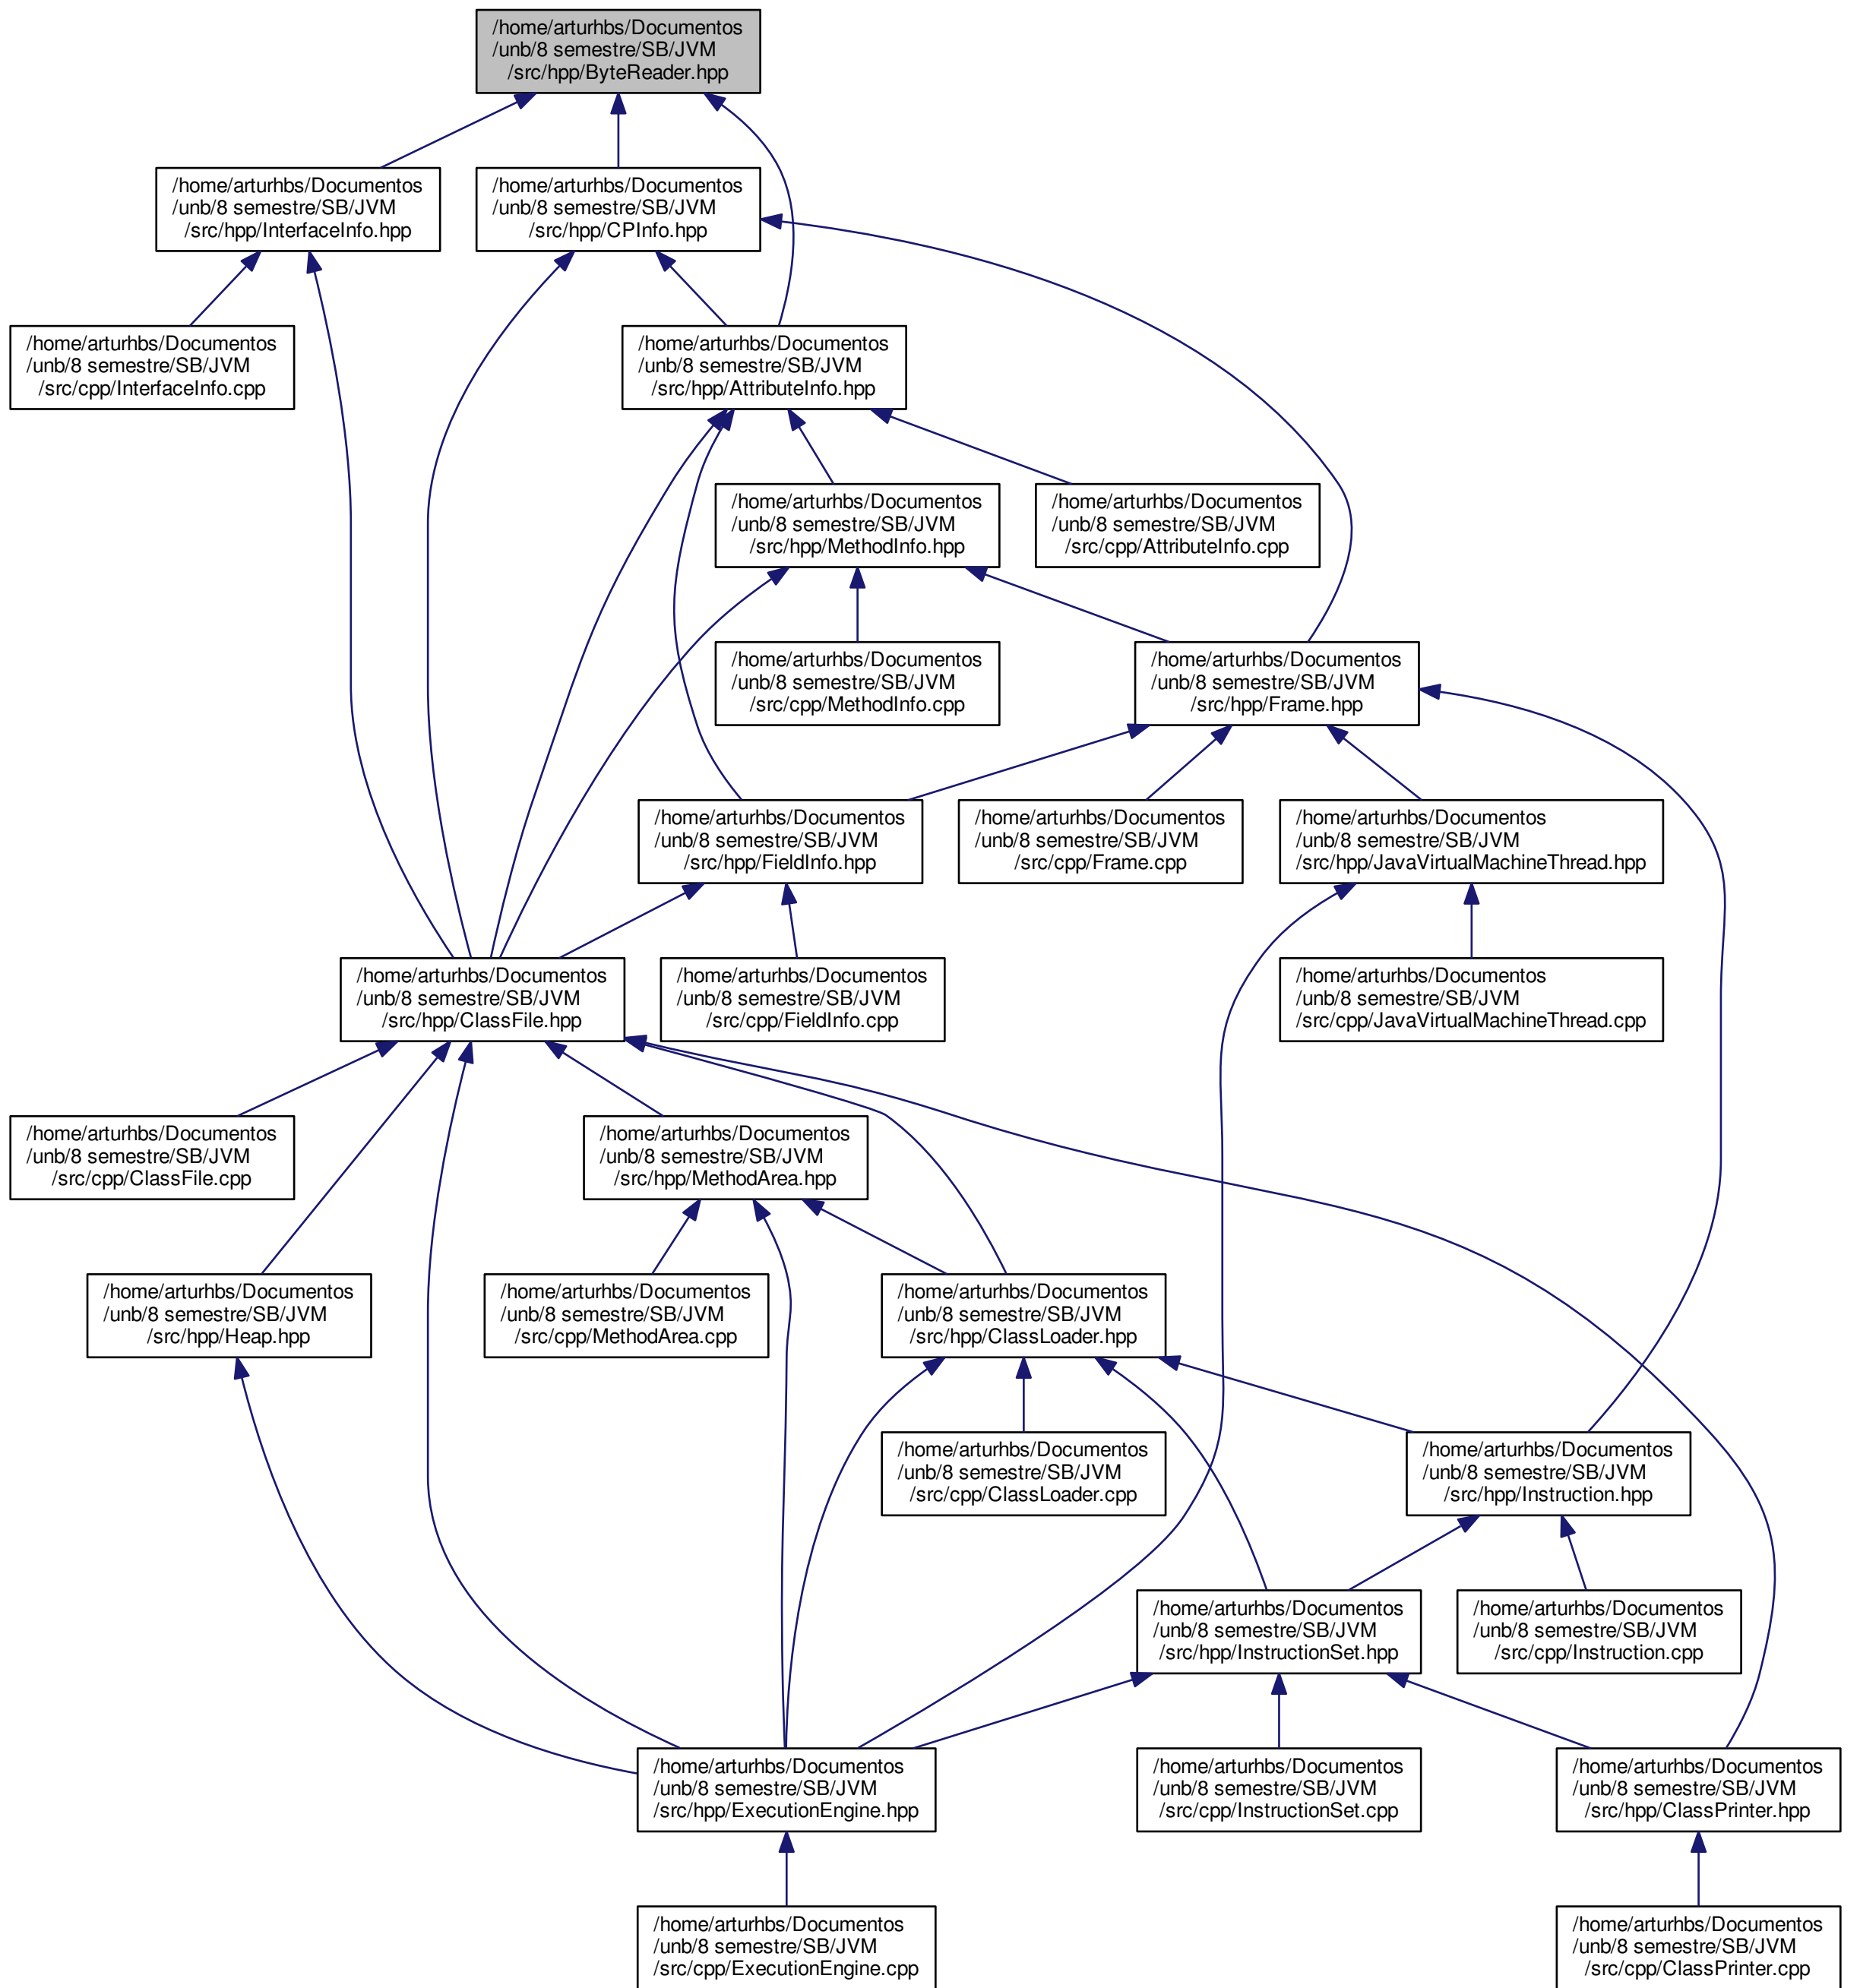 /home/arturhbs/Documentos
/unb/8 semestre/SB/JVM
/src/hpp/ByteReader.hpp
/home/arturhbs/Documentos
/unb/8 semestre/SB/JVM
/src/hpp/InterfaceInfo.hpp
/home/arturhbs/Documentos
/unb/8 semestre/SB/JVM
/src/hpp/CPInfo.hpp
/home/arturhbs/Documentos
/unb/8 semestre/SB/JVM
/src/cpp/InterfaceInfo.cpp
/home/arturhbs/Documentos
/unb/8 semestre/SB/JVM
/src/hpp/AttributeInfo.hpp
/home/arturhbs/Documentos
/unb/8 semestre/SB/JVM
/src/hpp/MethodInfo.hpp
/home/arturhbs/Documentos
/unb/8 semestre/SB/JVM
/src/cpp/AttributeInfo.cpp
/home/arturhbs/Documentos
/unb/8 semestre/SB/JVM
/src/cpp/MethodInfo.cpp
/home/arturhbs/Documentos
/unb/8 semestre/SB/JVM
/src/hpp/Frame.hpp
/home/arturhbs/Documentos
/unb/8 semestre/SB/JVM
/src/hpp/FieldInfo.hpp
/home/arturhbs/Documentos
/unb/8 semestre/SB/JVM
/src/cpp/Frame.cpp
/home/arturhbs/Documentos
/unb/8 semestre/SB/JVM
/src/hpp/JavaVirtualMachineThread.hpp
/home/arturhbs/Documentos
/unb/8 semestre/SB/JVM
/src/hpp/ClassFile.hpp
/home/arturhbs/Documentos
/unb/8 semestre/SB/JVM
/src/cpp/FieldInfo.cpp
/home/arturhbs/Documentos
/unb/8 semestre/SB/JVM
/src/cpp/JavaVirtualMachineThread.cpp
/home/arturhbs/Documentos
/unb/8 semestre/SB/JVM
/src/cpp/ClassFile.cpp
/home/arturhbs/Documentos
/unb/8 semestre/SB/JVM
/src/hpp/MethodArea.hpp
/home/arturhbs/Documentos
/unb/8 semestre/SB/JVM
/src/hpp/Heap.hpp
/home/arturhbs/Documentos
/unb/8 semestre/SB/JVM
/src/cpp/MethodArea.cpp
/home/arturhbs/Documentos
/unb/8 semestre/SB/JVM
/src/hpp/ClassLoader.hpp
/home/arturhbs/Documentos
/unb/8 semestre/SB/JVM
/src/cpp/ClassLoader.cpp
/home/arturhbs/Documentos
/unb/8 semestre/SB/JVM
/src/hpp/Instruction.hpp
/home/arturhbs/Documentos
/unb/8 semestre/SB/JVM
/src/hpp/InstructionSet.hpp
/home/arturhbs/Documentos
/unb/8 semestre/SB/JVM
/src/cpp/Instruction.cpp
/home/arturhbs/Documentos
/unb/8 semestre/SB/JVM
/src/hpp/ExecutionEngine.hpp
/home/arturhbs/Documentos
/unb/8 semestre/SB/JVM
/src/cpp/InstructionSet.cpp
/home/arturhbs/Documentos
/unb/8 semestre/SB/JVM
/src/hpp/ClassPrinter.hpp
/home/arturhbs/Documentos
/unb/8 semestre/SB/JVM
/src/cpp/ExecutionEngine.cpp
/home/arturhbs/Documentos
/unb/8 semestre/SB/JVM
/src/cpp/ClassPrinter.cpp